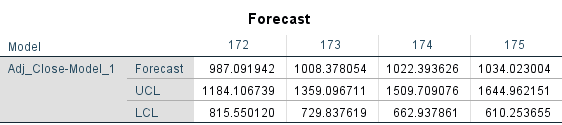 Forecast
Model 172 173 174 175
Adj_Close-Model_1 Forecast 987.091942 1008.378054 1022.393626 1034.023004
UCL 1184.106739 1359.096711 1509.709076 1644.962151
LCL 815.550120 729.837619 662.937861 610.253655